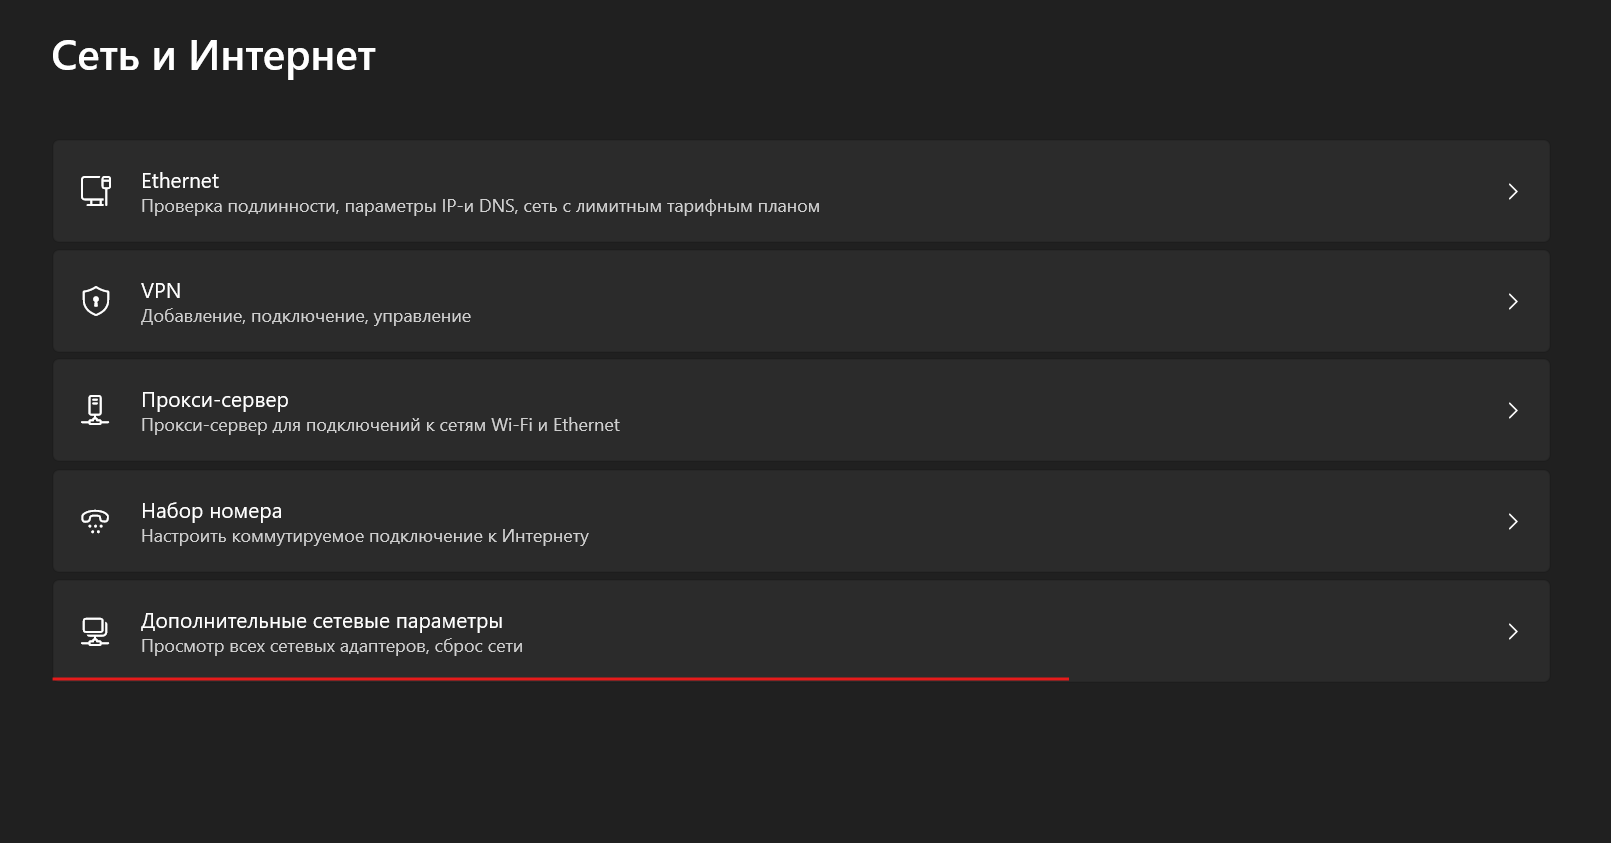 Сеть и Интернет
Ethernet
Проверка подлинности, параметры IP-и DNS, сеть с лимитным тарифным планом
VPN
Добавление, подключение, управление
Прокси-сервер
Прокси-сервер для подключений к сетям Wi-Fi и Ethernet
Набор номера
Настроить коммутируемое подключение к Интернету
Дополнительные сетевые параметры
Просмотр всех сетевых адаптеров, сброс сети